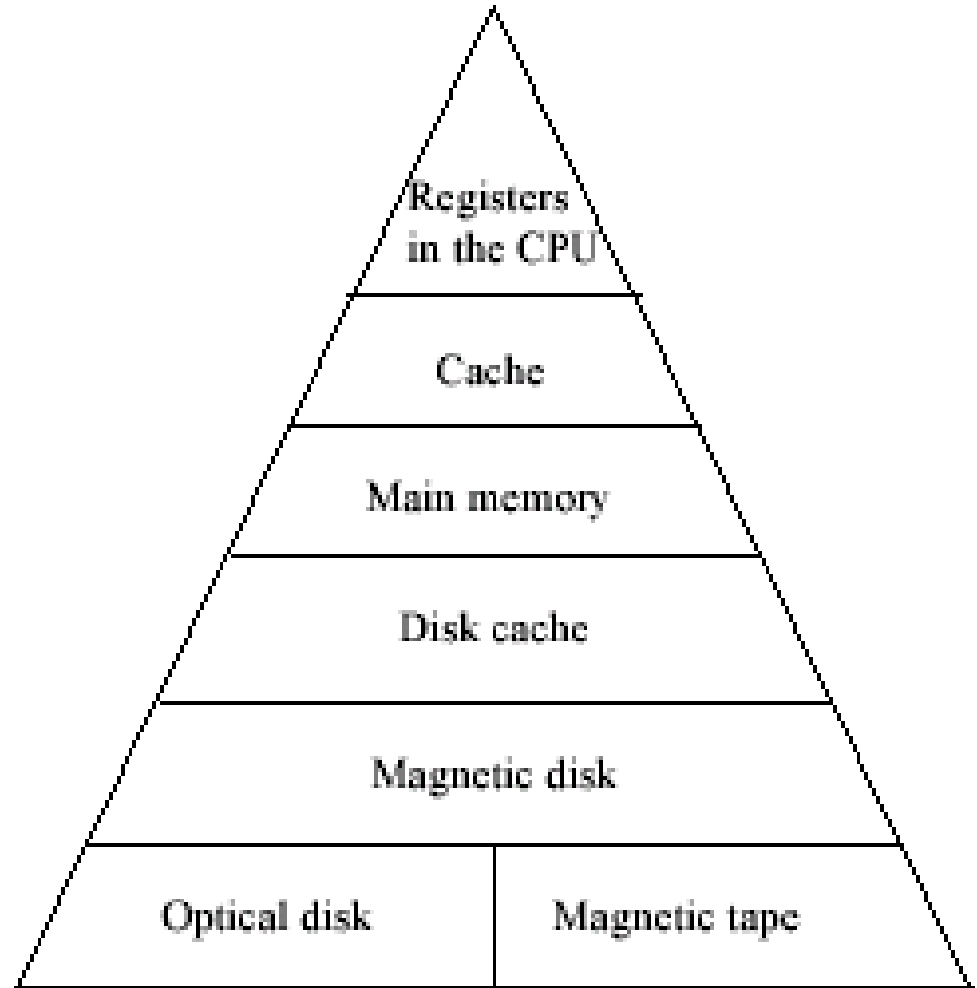 Registers
in the CPU
Cache
Main memory
Disk cache
Magnetic disk
Optical disk
Magnetic tape